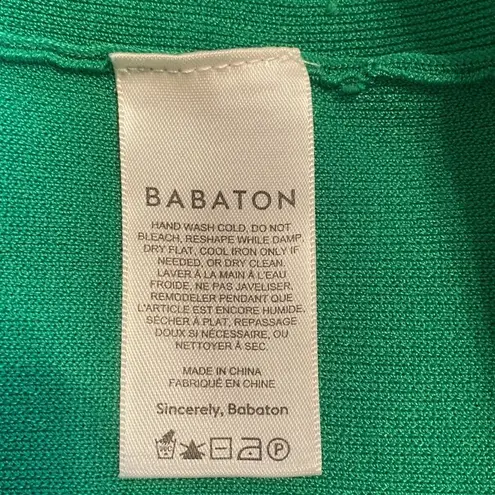 BABATON
HAND WASH COLD, DO NOT
BLEACH, RESHAPE WHILE DAMP,
DRY FLAT, COOL IRON ONLY IF
NEEDED, OR DRY CLEAN.
LAVER À LA MAIN À L'EAU
FROIDE, NE PAS JAVELISER,
REMODELER PENDANT QUE
L'ARTICLE EST ENCORE HUMIDE,
SÉCHER À PLAT, REPASSAGE
DOUX SI NÉCESSAIRE, OU
NETTOYER À SEC.
MADE IN CHINA
FABRIQUÉ EN CHINE
Sincerely, Babaton
P